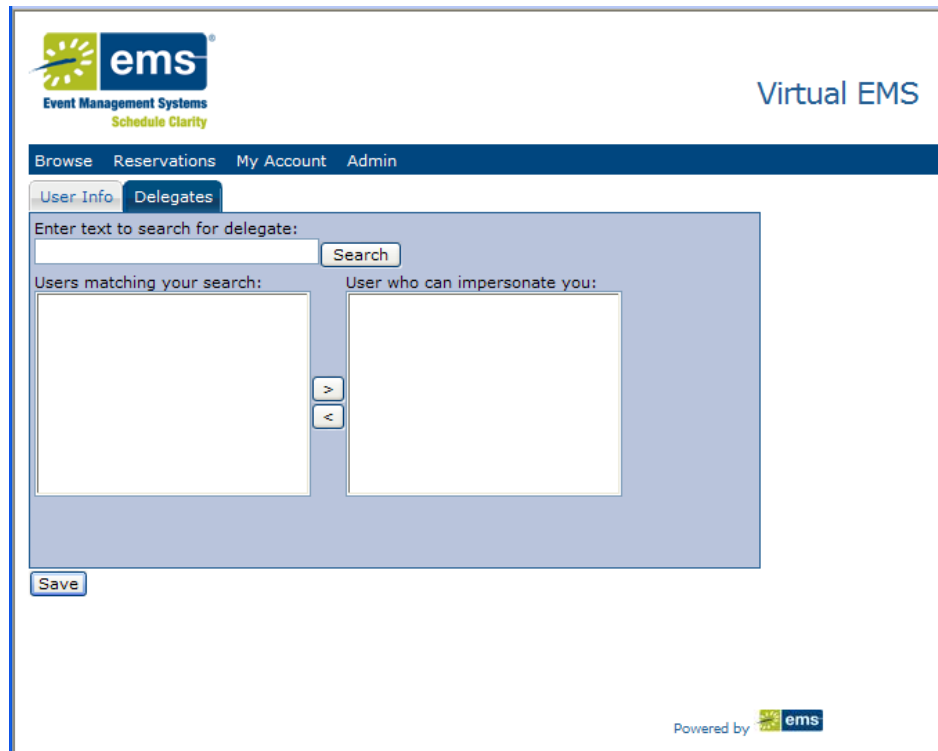 ems®
Event Management Systems
Schedule Clarity
Virtual EMS
Browse Reservations My Account Admin
User Info Delegates
Enter text to search for delegate:
Search
Users matching your search: User who can impersonate you:
>
<
Save
Powered by ems